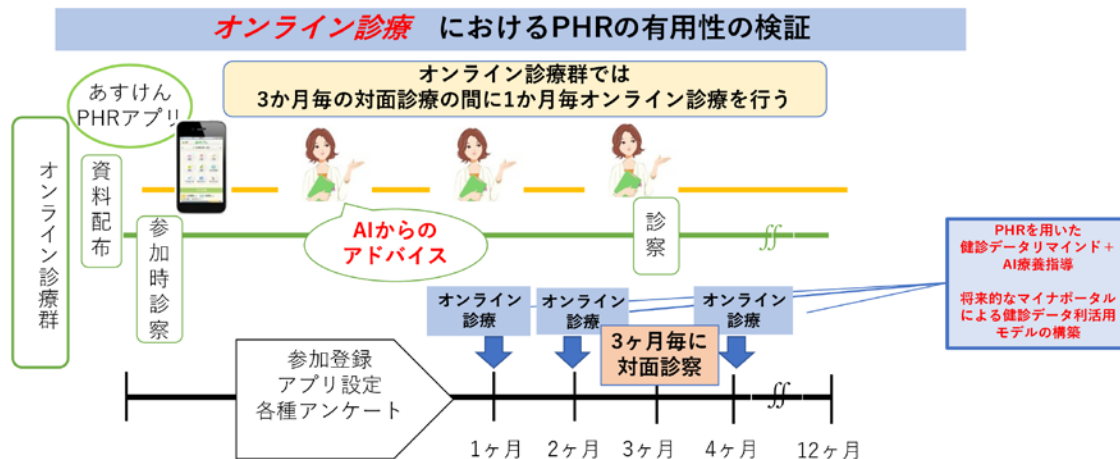 オンライン診療 におけるPHRの有用性の検証
オンライン診療群では
3か月毎の対面診療の間に1か月毎オンライン診療を行う
あすけん
PHRアプリ
オンライン診療群
資料配布
参加時診察
AIからの
アドバイス
診察
∬
PHRを用いた
健診データリマインド＋
AI療養指導
将来的なマイナポータル
による健診データ利活用
モデルの構築
オンライン
診療
オンライン
診療
オンライン
診療
3ヶ月毎に
対面診察
参加登録
アプリ設定
各種アンケート
∬
1ヶ月
2ヶ月
3ヶ月
4ヶ月
12ヶ月